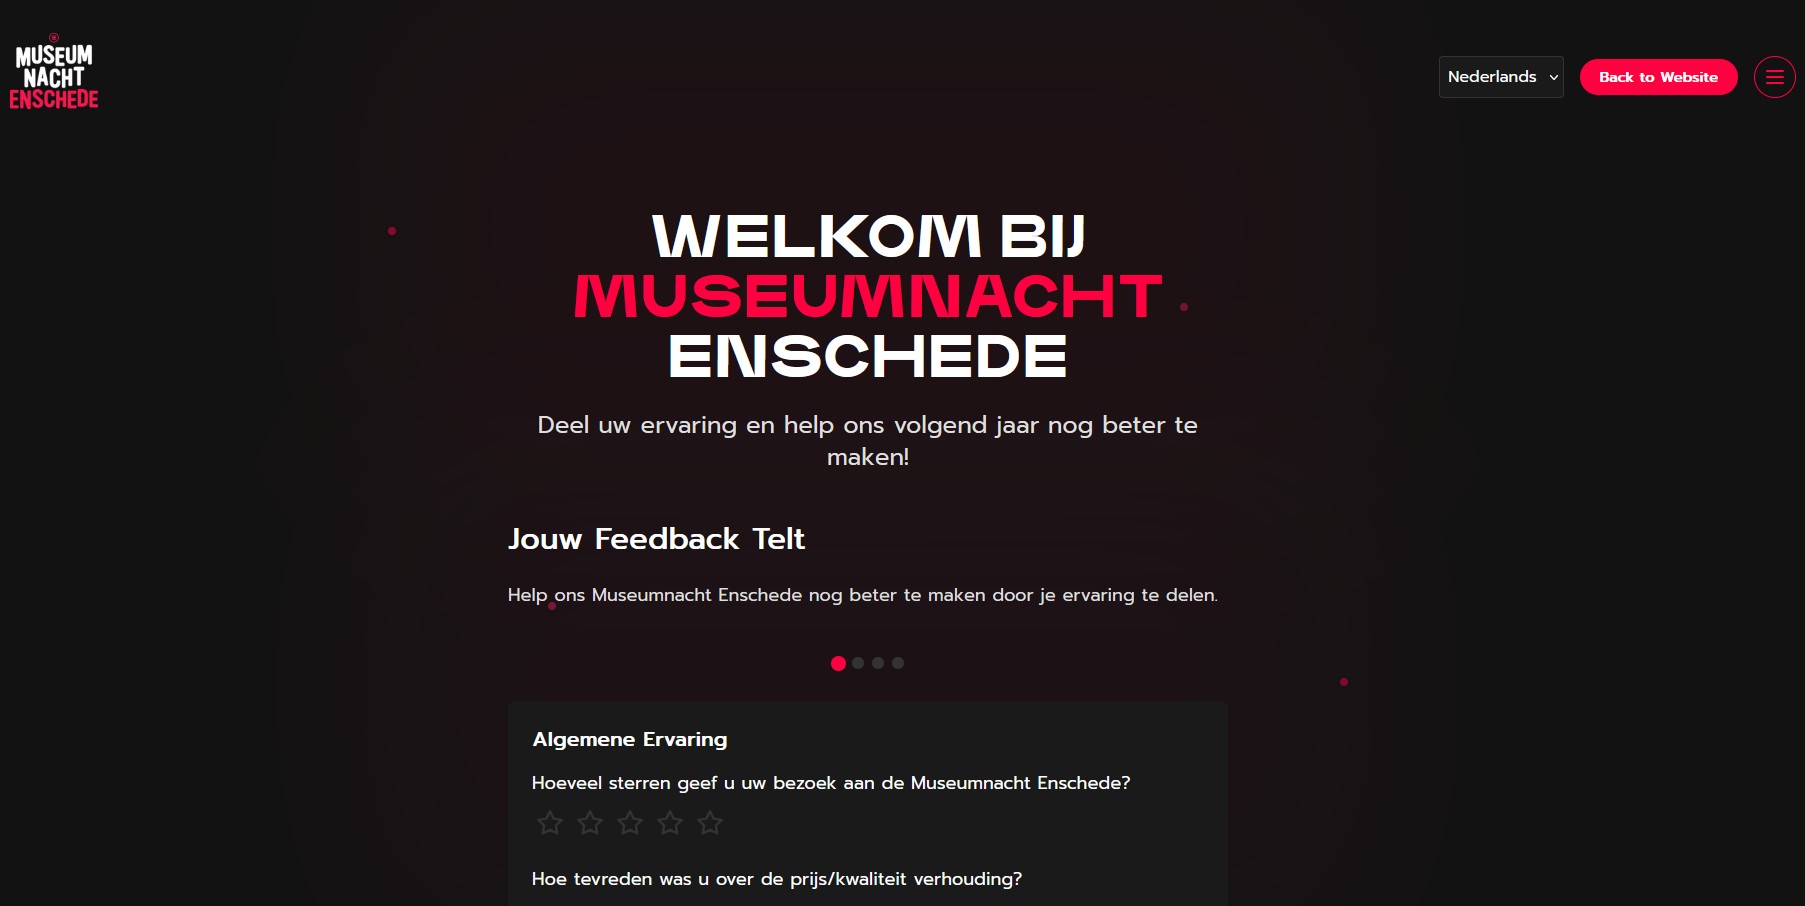 MUSEUM
NACHT
ENSCHEDE
Nederlands
Back to Website
WELKOM BIJ
MUSEUMNACHT
ENSCHEDE
Deel uw ervaring en help ons volgend jaar nog beter te
maken!
Jouw Feedback Telt
Help ons Museumnacht Enschede nog beter te maken door je ervaring te delen.
Algemene Ervaring
Hoeveel sterren geef u uw bezoek aan de Museumnacht Enschede?
Hoe tevreden was u over de prijs/kwaliteit verhouding?